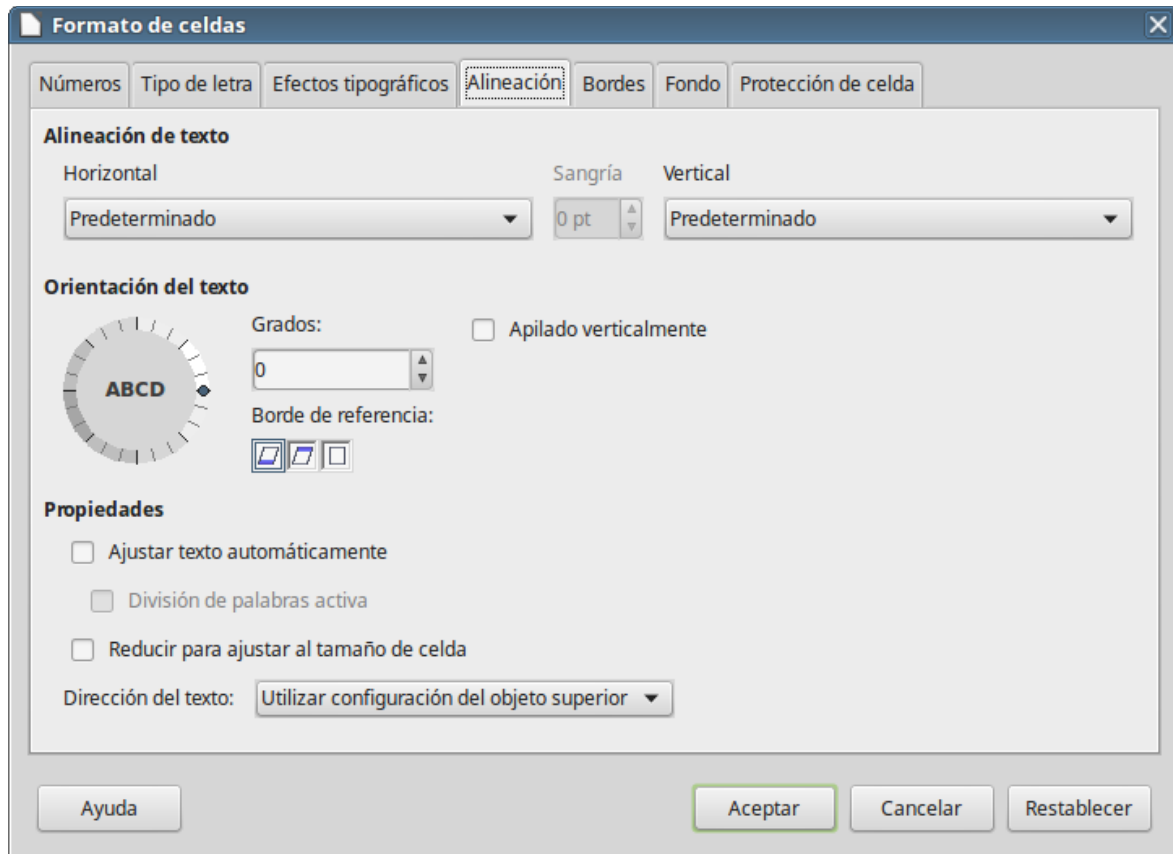 Formato de celdas
Números Tipo de letra Efectos tipográficos Alineación Bordes Fondo Protección de celda
Alineación de texto
Horizontal Sangría Vertical
Predeterminado 0 pt Predeterminado
Orientación del texto
Grados: Apilado verticalmente
ABCD 0
Borde de referencia:
Propiedades
Ajustar texto automáticamente
División de palabras activa
Reducir para ajustar al tamaño de celda
Dirección del texto: Utilizar configuración del objeto superior
Ayuda Aceptar Cancelar Restablecer